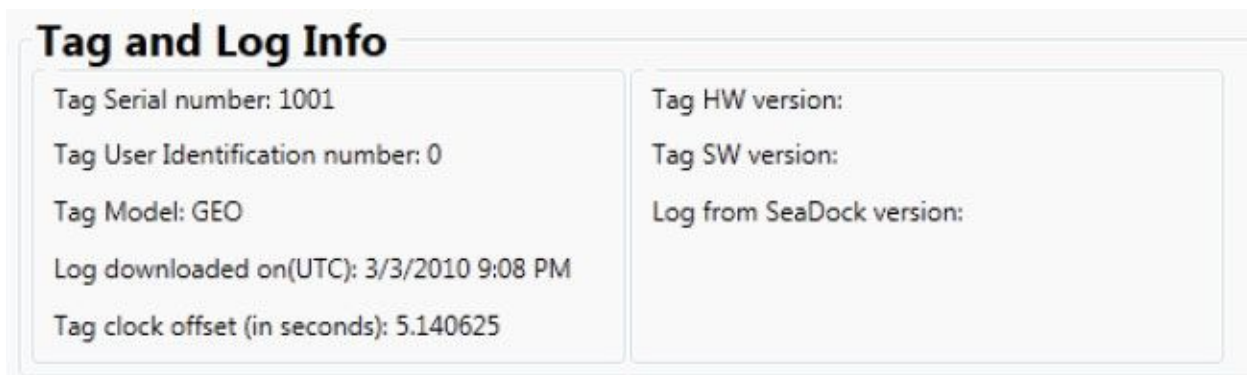 Tag and Log Info
Tag Serial number: 1001
Tag User Identification number: 0
Tag Model: GEO
Log downloaded on(UTC): 3/3/2010 9:08 PM
Tag clock offset (in seconds): 5.140625
Tag HW version:
Tag SW version:
Log from SeaDock version: